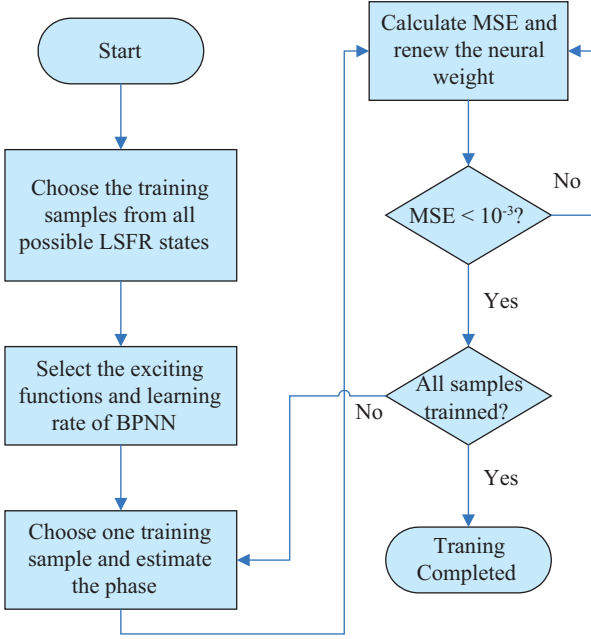 Start
Choose the training
samples from all
possible LSFR states
Select the exciting
functions and learning
rate of BPNN
Choose one training
sample and estimate
the phase
Calculate MSE and
renew the neural
weight
MSE < 10⁻³?
No
Yes
All samples
trainned?
No
Yes
Traning
Completed